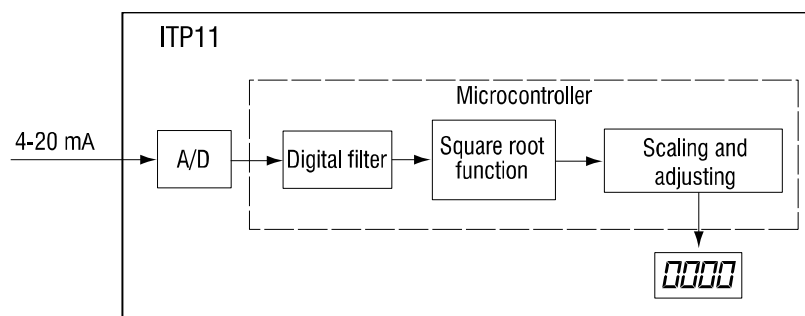 ITP11
Microcontroller
4-20 mA
A/D
Digital filter
Square root
function
Scaling and
adjusting
0000